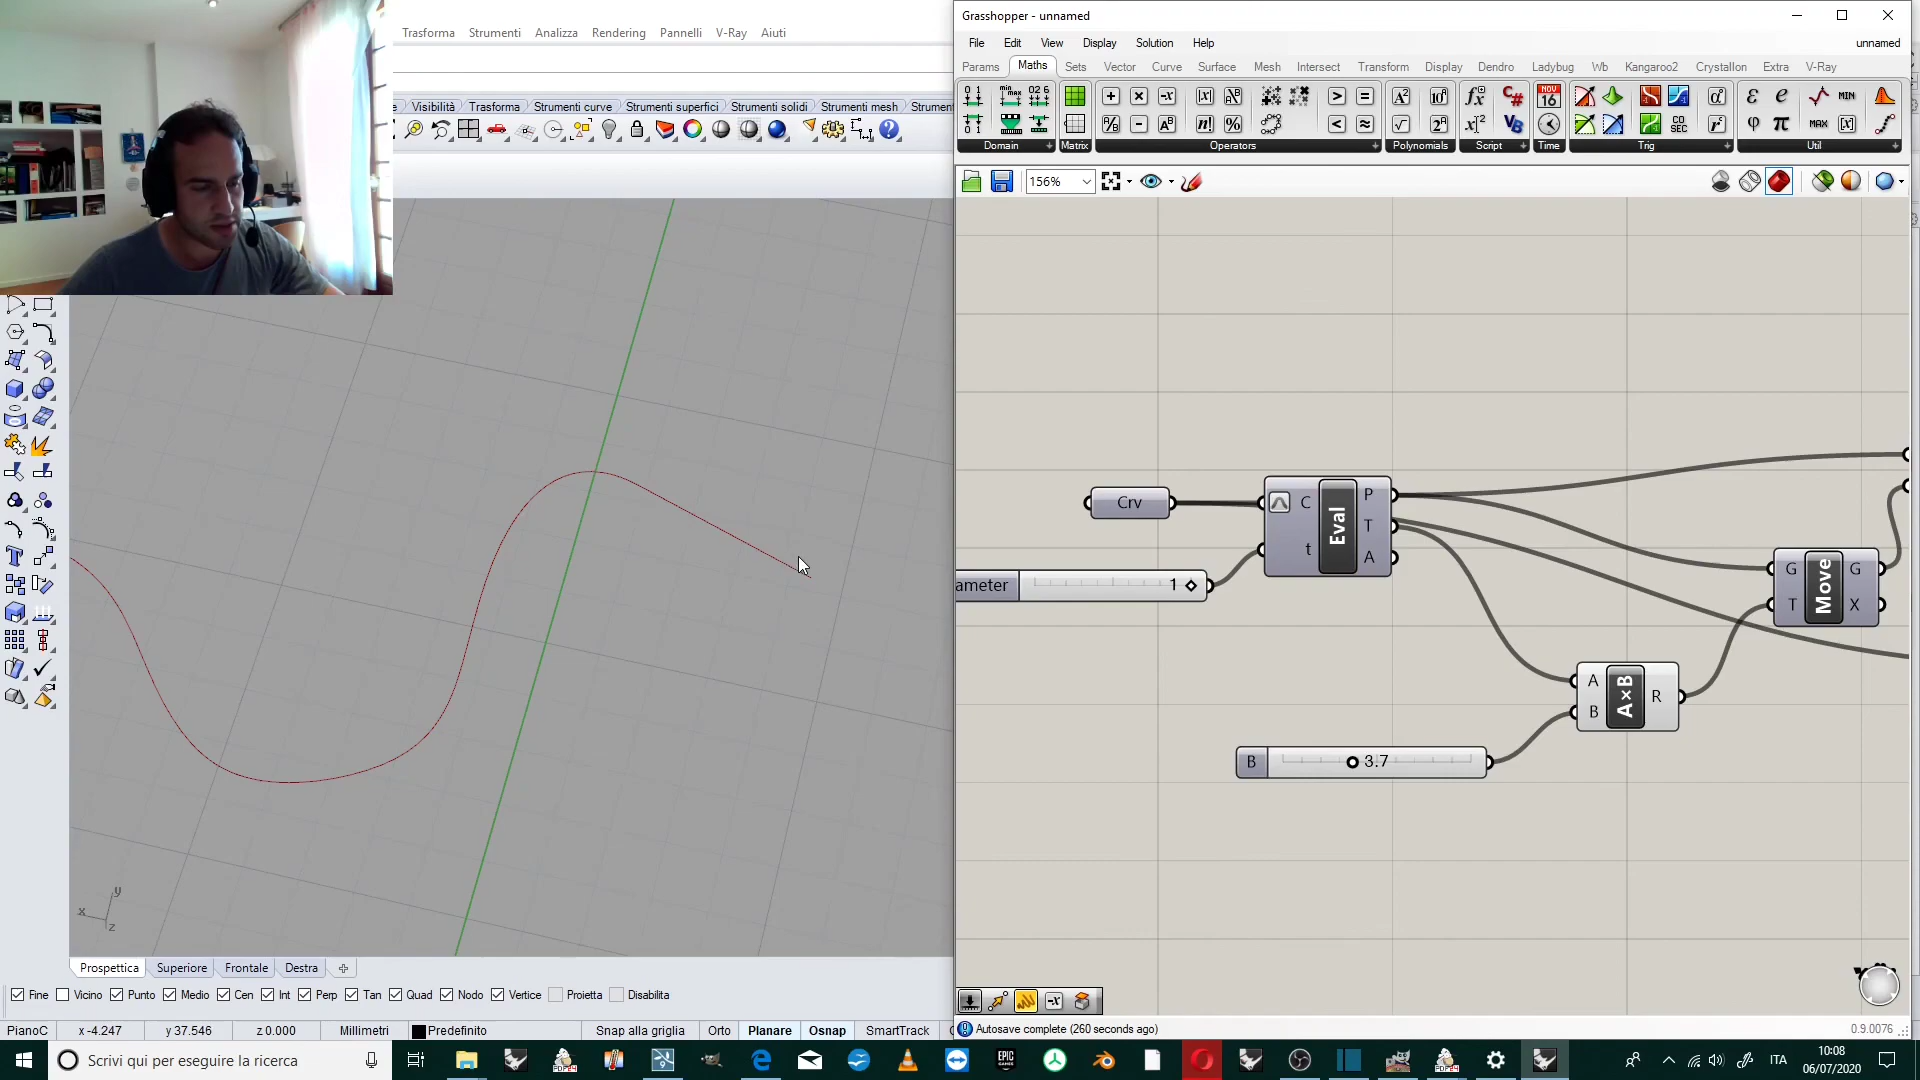 Trasforma Strumenti Analizza Rendering Pannelli V-Ray Aiuti
Visibilità Trasforma Strumenti curve Strumenti superfici Strumenti solidi Strumenti mesh Strumen
Grasshopper - unnamed
File Edit View Display Solution Help unnamed
Params Maths Sets Vector Curve Surface Mesh Intersect Transform Display Dendro Ladybug Wb Kangaroo2 Crystallon Extra V-Ray
Domain Matrix Operators Polynomials Script Time Trig Util
156%
Crv
C
t
Eval
P
T
A
ameter 1
G
T
Move
G
X
A
B
A×B
R
B 3.7
y
x
z
Prospettica Superiore Frontale Destra
Fine Vicino Punto Medio Cen Int Perp Tan Quad Nodo Vertice Proietta Disabilita
PianoC x -4.247 y 37.546 z 0.000 Millimetri Predefinito Snap alla griglia Orto Planare Osnap SmartTrack
Autosave complete (260 seconds ago) 0.9.0076
Scrivi qui per eseguire la ricerca
ITA
10:08
06/07/2020